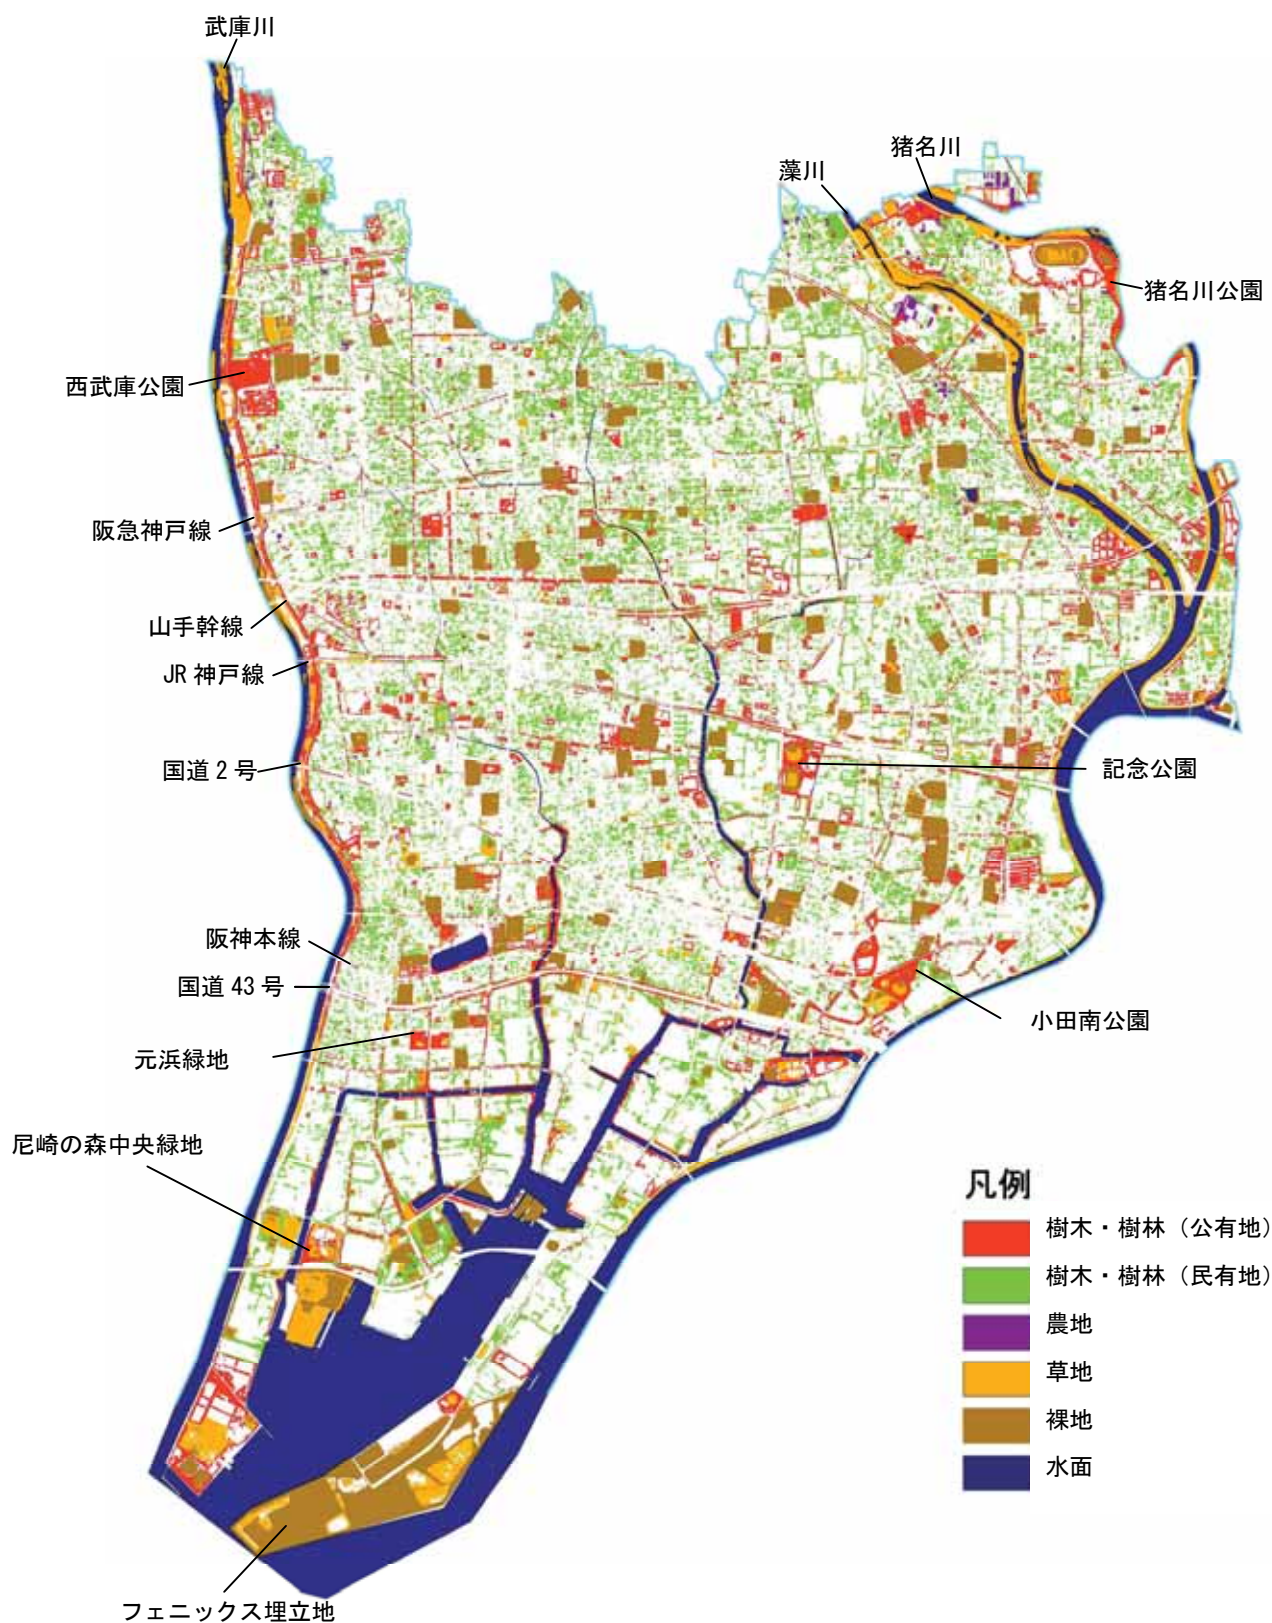 武庫川
猪名川
藻川
猪名川公園
西武庫公園
阪急神戸線
山手幹線
JR 神戸線
国道 2 号
記念公園
阪神本線
国道 43 号
小田南公園
元浜緑地
尼崎の森中央緑地
凡例
樹木・樹林（公有地）
樹木・樹林（民有地）
農地
草地
裸地
水面
フェニックス埋立地